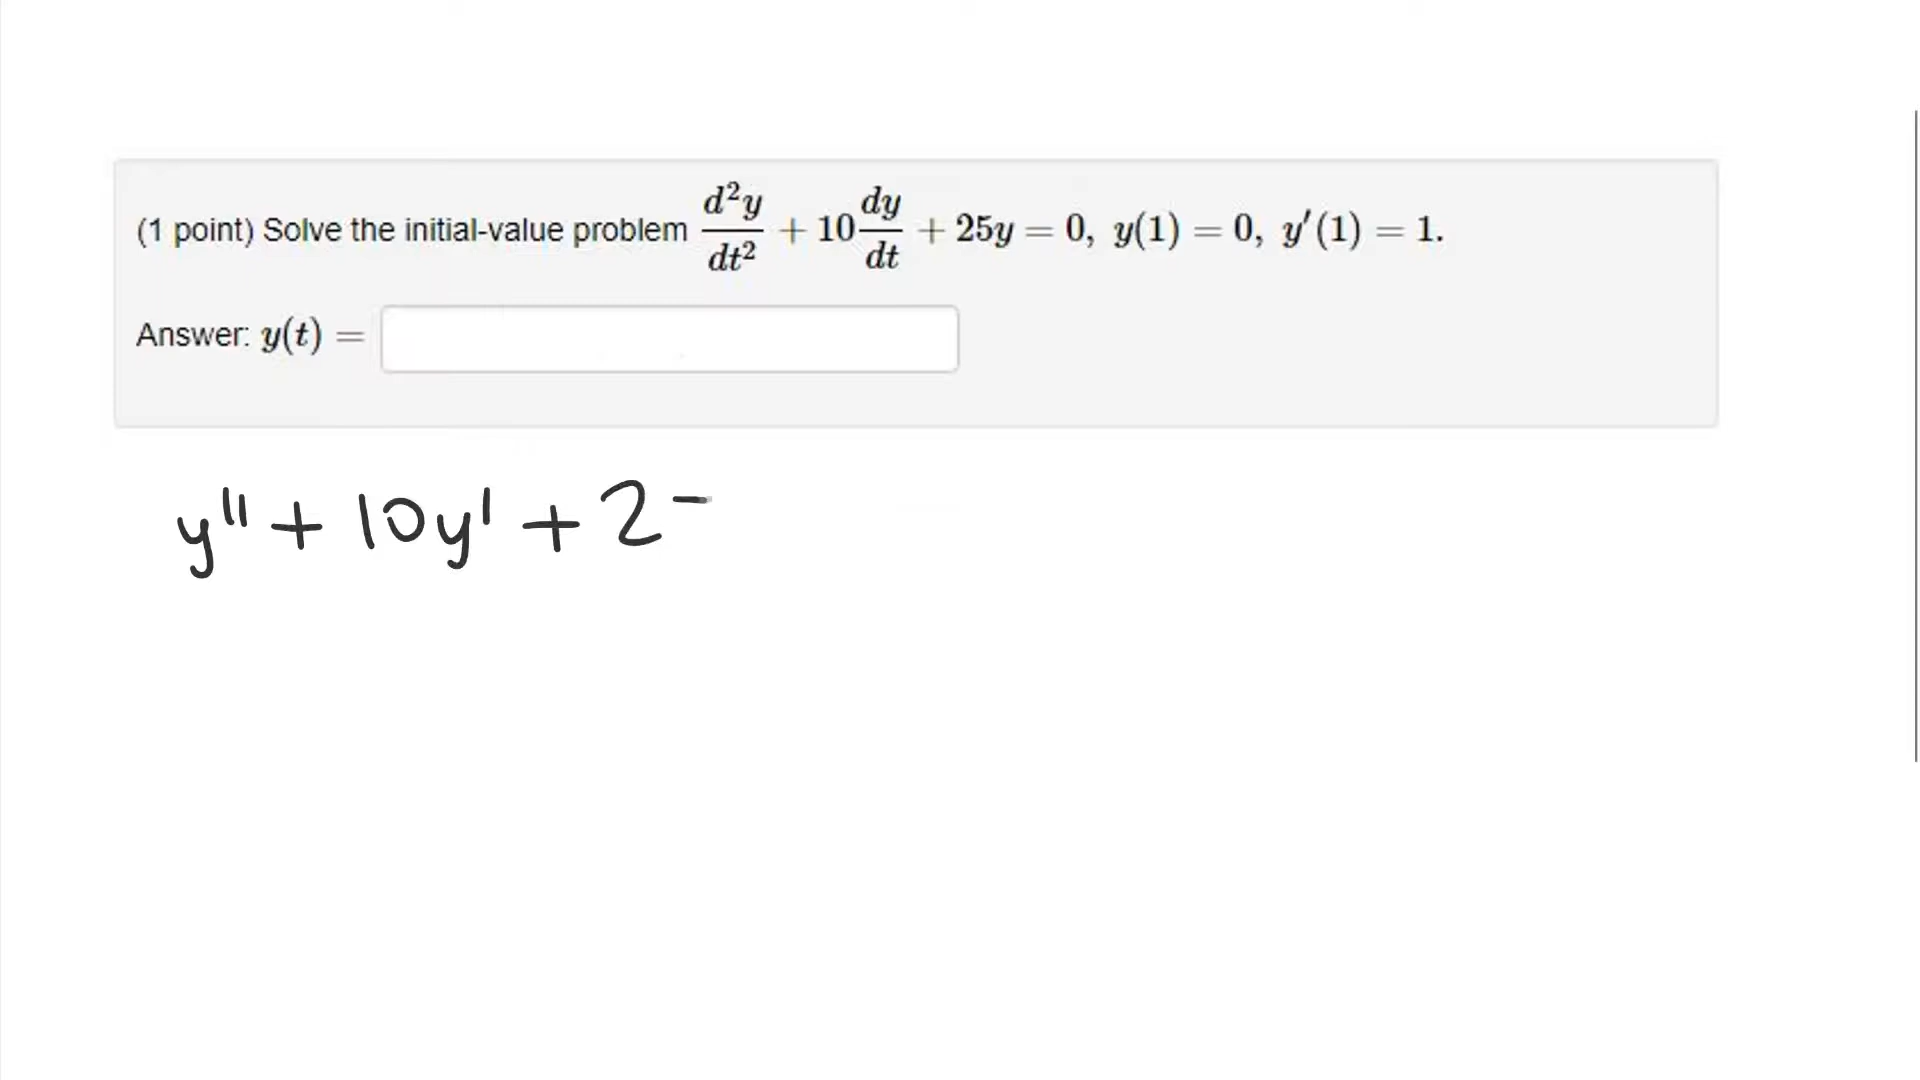 (1 point) Solve the initial-value problem d²y/dt² + 10 dy/dt + 25y = 0, y(1) = 0, y′(1) = 1.
Answer: y(t) =
y'' + 10y' + 2